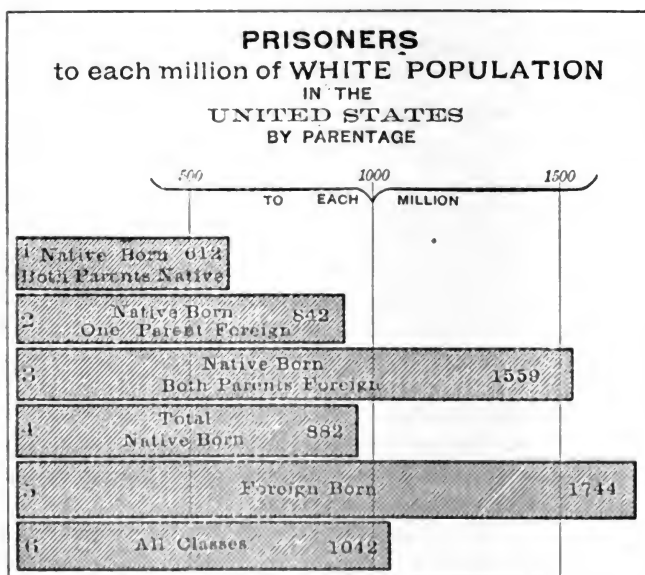 PRISONERS
to each million of WHITE POPULATION
IN THE
UNITED STATES
BY PARENTAGE
500 1000 1500
TO EACH MILLION
1 Native Born 612
Both Parents Native
2 Native Born 842
One Parent Foreign
3 Native Born 1559
Both Parents Foreign
4 Total 882
Native Born
5 Foreign Born 1744
6 All Classes 1042